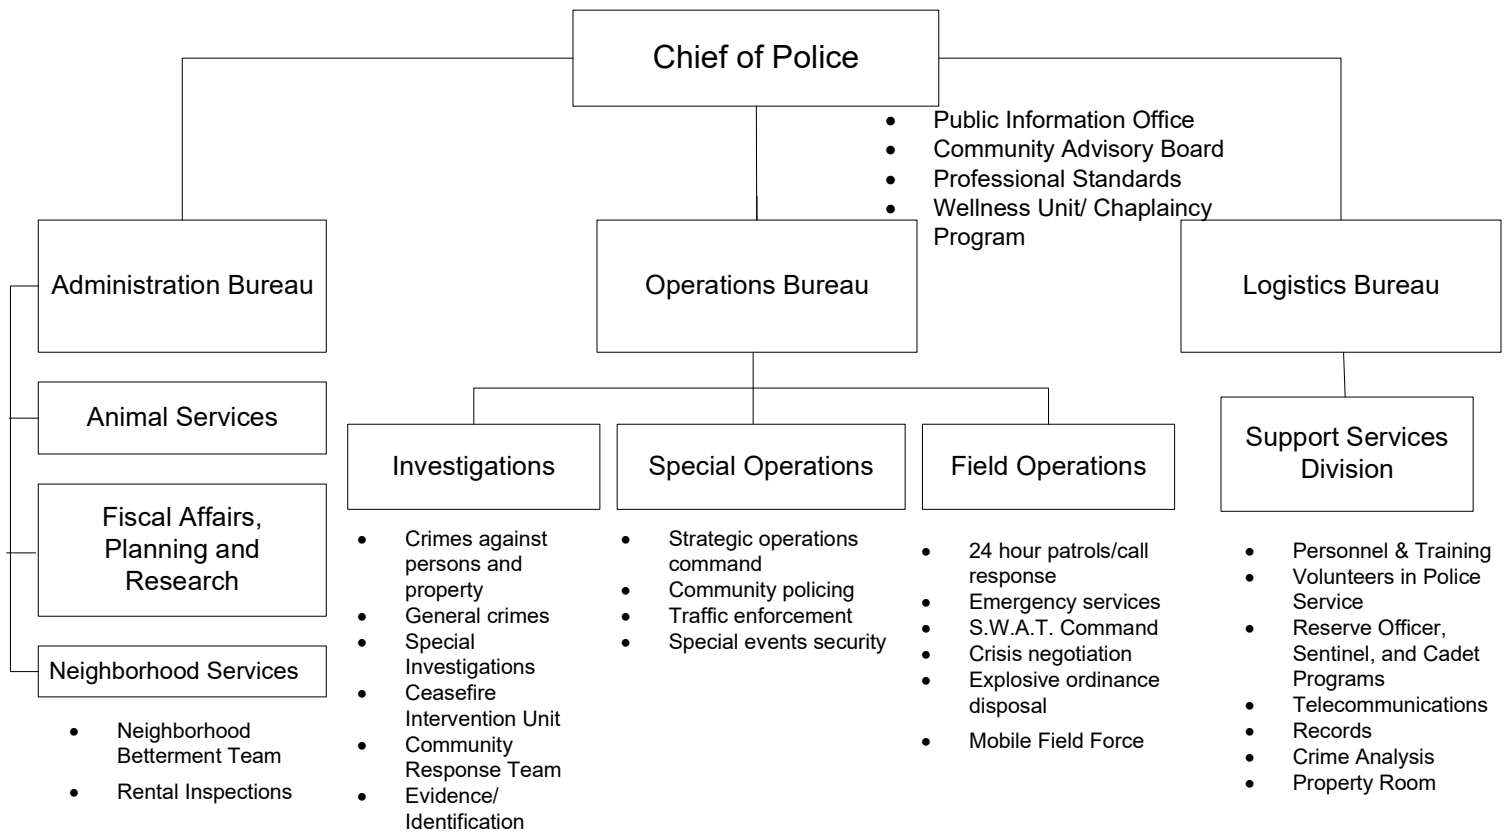 Chief of Police
• Public Information Office
• Community Advisory Board
• Professional Standards
• Wellness Unit/ Chaplaincy
Program
Administration Bureau
Animal Services
Fiscal Affairs,
Planning and
Research
Neighborhood Services
• Neighborhood
Betterment Team
• Rental Inspections
Operations Bureau
Investigations
• Crimes against
persons and
property
• General crimes
• Special
Investigations
• Ceasefire
Intervention Unit
• Community
Response Team
• Evidence/
Identification
Special Operations
• Strategic operations
command
• Community policing
• Traffic enforcement
• Special events security
Field Operations
• 24 hour patrols/call
response
• Emergency services
• S.W.A.T. Command
• Crisis negotiation
• Explosive ordinance
disposal
• Mobile Field Force
Logistics Bureau
Support Services
Division
• Personnel & Training
• Volunteers in Police
Service
• Reserve Officer,
Sentinel, and Cadet
Programs
• Telecommunications
• Records
• Crime Analysis
• Property Room